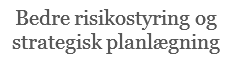 Bedre risikostyring og
strategisk planlægning